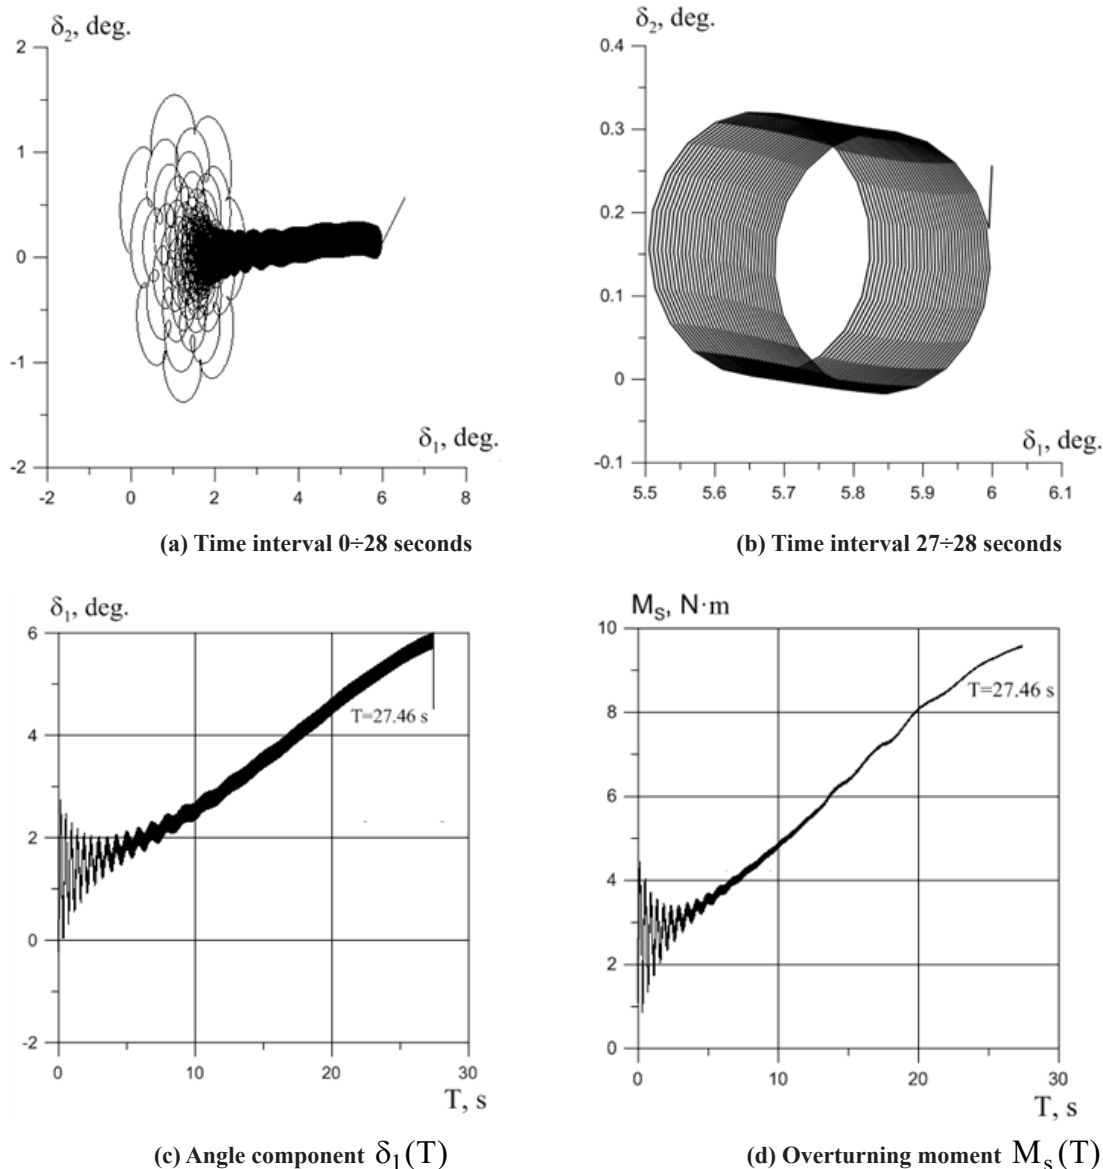 δ₂, deg.
2
1
0
-1
-2
-2 0 2 4 6 8
δ₁, deg.
(a) Time interval 0÷28 seconds
δ₂, deg.
0.4
0.3
0.2
0.1
0
-0.1
5.5 5.6 5.7 5.8 5.9 6 6.1
δ₁, deg.
(b) Time interval 27÷28 seconds
δ₁, deg.
6
4
2
0
-2
0 10 20 30
T=27.46 s
T, s
(c) Angle component δ₁(T)
M_S, N·m
10
8
6
4
2
0
0 10 20 30
T=27.46 s
T, s
(d) Overturning moment M_S(T)